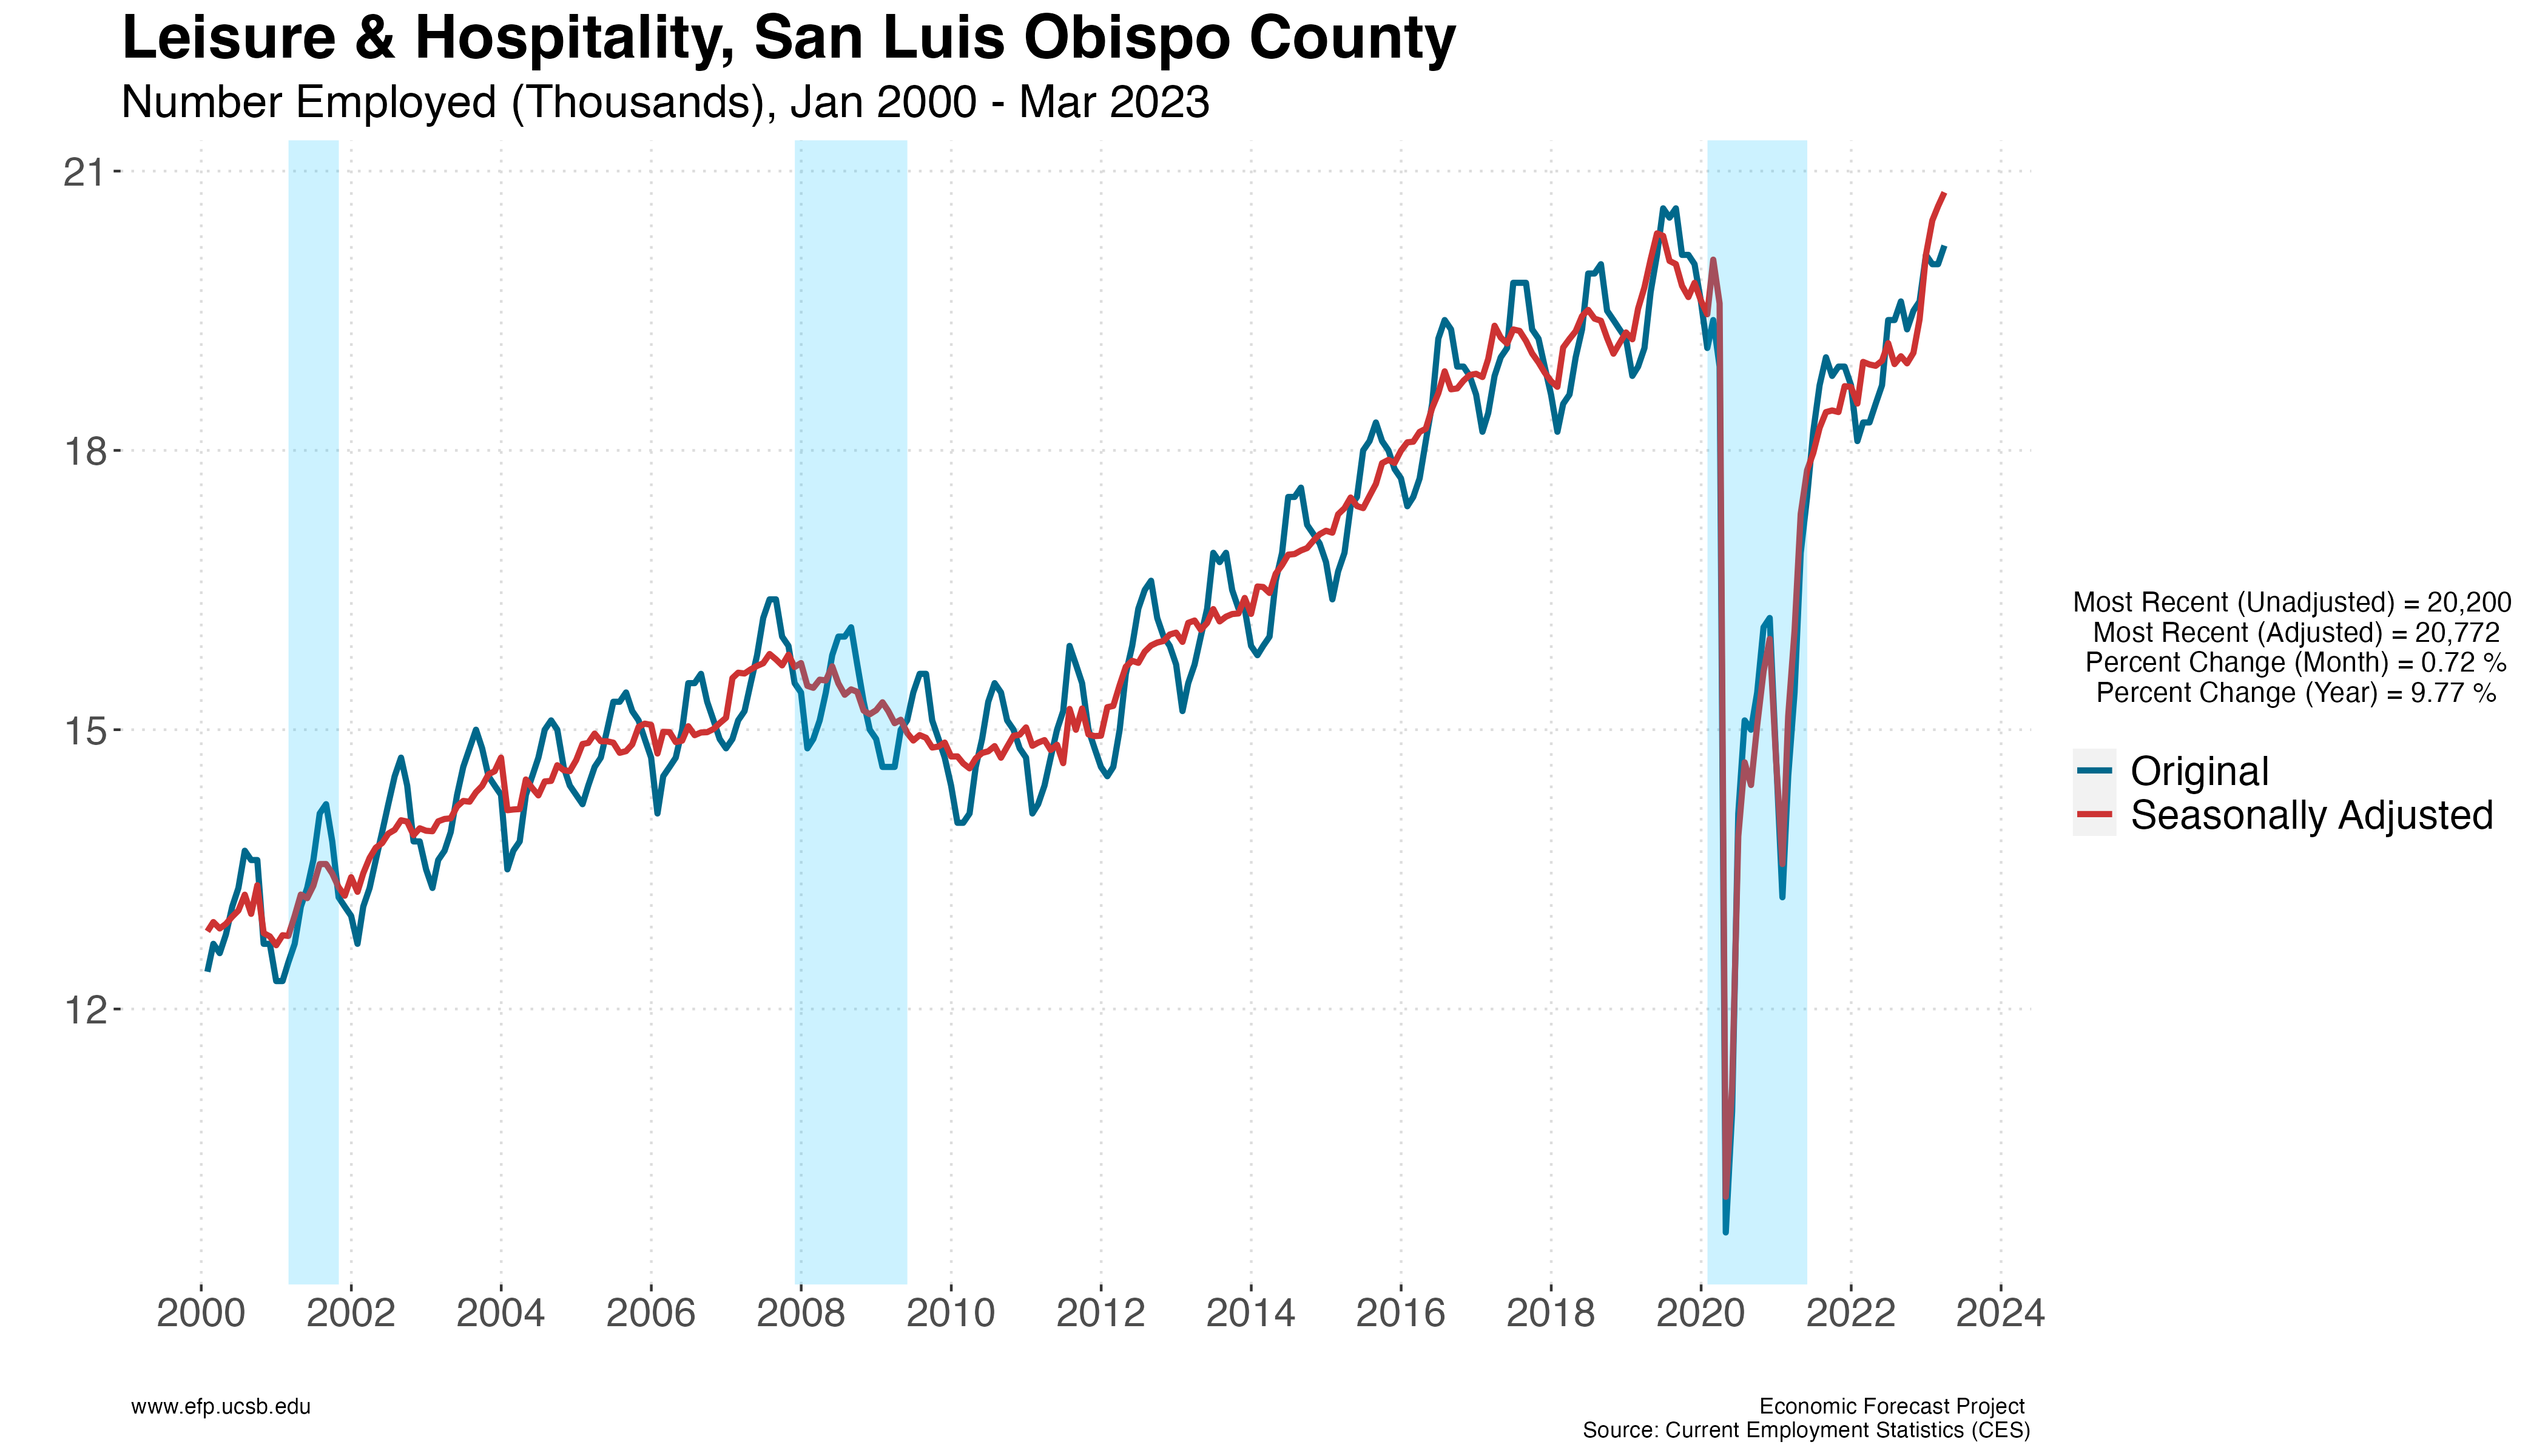 Leisure & Hospitality, San Luis Obispo County
Number Employed (Thousands), Jan 2000 - Mar 2023
21
18
15
12
2000 2002 2004 2006 2008 2010 2012 2014 2016 2018 2020 2022 2024
Most Recent (Unadjusted) = 20,200
Most Recent (Adjusted) = 20,772
Percent Change (Month) = 0.72 %
Percent Change (Year) = 9.77 %
Original
Seasonally Adjusted
www.efp.ucsb.edu
Economic Forecast Project
Source: Current Employment Statistics (CES)